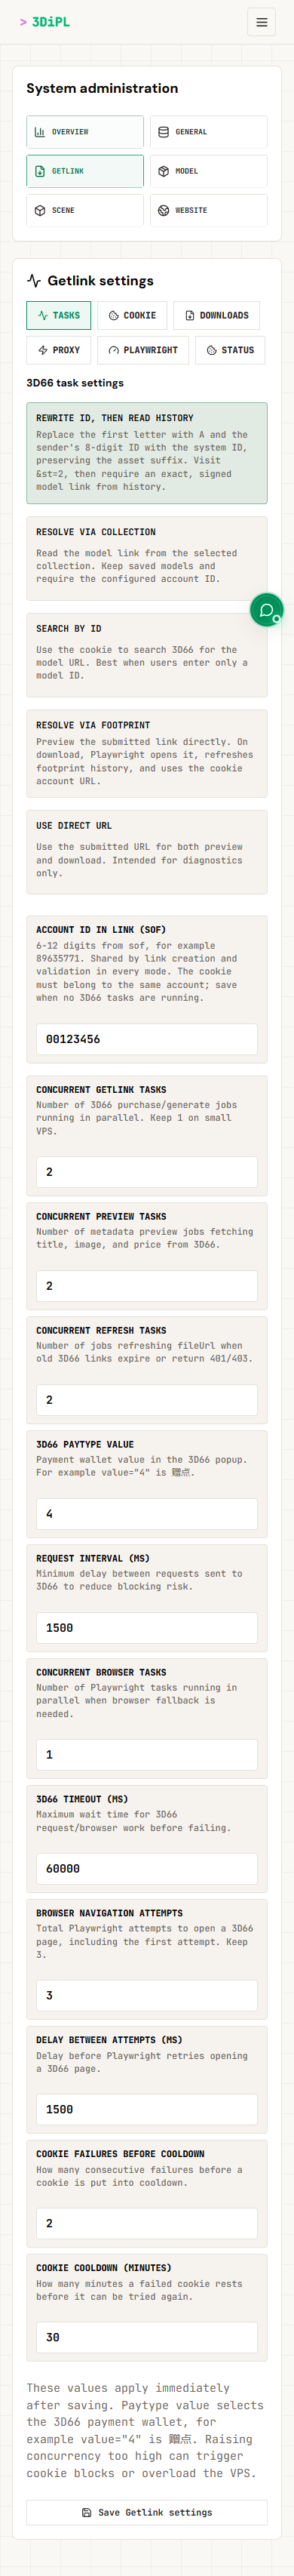 > 3DiPL
System administration
OVERVIEW
GENERAL
GETLINK
MODEL
SCENE
WEBSITE
Getlink settings
TASKS
COOKIE
DOWNLOADS
PROXY
PLAYWRIGHT
STATUS
3D66 task settings
REWRITE ID, THEN READ HISTORY
Replace the first letter with A and the
sender's 8-digit ID with the system ID,
preserving the asset suffix. Visit
&st=2, then require an exact, signed
model link from history.
RESOLVE VIA COLLECTION
Read the model link from the selected
collection. Keep saved models and
require the configured account ID.
SEARCH BY ID
Use the cookie to search 3D66 for the
model URL. Best when users enter only a
model ID.
RESOLVE VIA FOOTPRINT
Preview the submitted link directly. On
download, Playwright opens it, refreshes
footprint history, and uses the cookie
account URL.
USE DIRECT URL
Use the submitted URL for both preview
and download. Intended for diagnostics
only.
ACCOUNT ID IN LINK (SOF)
6-12 digits from sof, for example
89635771. Shared by link creation and
validation in every mode. The cookie
must belong to the same account; save
when no 3D66 tasks are running.
00123456
CONCURRENT GETLINK TASKS
Number of 3D66 purchase/generate jobs
running in parallel. Keep 1 on small
VPS.
2
CONCURRENT PREVIEW TASKS
Number of metadata preview jobs fetching
title, image, and price from 3D66.
2
CONCURRENT REFRESH TASKS
Number of jobs refreshing fileUrl when
old 3D66 links expire or return 401/403.
2
3D66 PAYTYPE VALUE
Payment wallet value in the 3D66 popup.
For example value="4" is 赠点.
4
REQUEST INTERVAL (MS)
Minimum delay between requests sent to
3D66 to reduce blocking risk.
1500
CONCURRENT BROWSER TASKS
Number of Playwright tasks running in
parallel when browser fallback is
needed.
1
3D66 TIMEOUT (MS)
Maximum wait time for 3D66
request/browser work before failing.
60000
BROWSER NAVIGATION ATTEMPTS
Total Playwright attempts to open a 3D66
page, including the first attempt. Keep
3.
3
DELAY BETWEEN ATTEMPTS (MS)
Delay before Playwright retries opening
a 3D66 page.
1500
COOKIE FAILURES BEFORE COOLDOWN
How many consecutive failures before a
cookie is put into cooldown.
2
COOKIE COOLDOWN (MINUTES)
How many minutes a failed cookie rests
before it can be tried again.
30
These values apply immediately
after saving. Paytype value selects
the 3D66 payment wallet, for
example value="4" is 赠点. Raising
concurrency too high can trigger
cookie blocks or overload the VPS.
Save Getlink settings